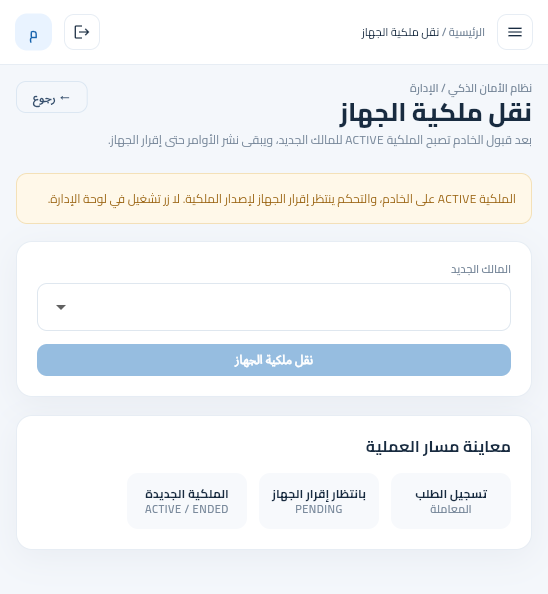 الرئيسية / نقل ملكية الجهاز
م
نظام الأمان الذكي / الإدارة
نقل ملكية الجهاز
← رجوع
بعد قبول الخادم تصبح الملكية ACTIVE للمالك الجديد، ويبقى نشر الأوامر حتى إقرار الجهاز.
الملكية ACTIVE على الخادم، والتحكم ينتظر إقرار الجهاز لإصدار الملكية. لا زر تشغيل في لوحة الإدارة.
المالك الجديد
نقل ملكية الجهاز
معاينة مسار العملية
تسجيل الطلب
المعاملة
بانتظار إقرار الجهاز
PENDING
الملكية الجديدة
ACTIVE / ENDED